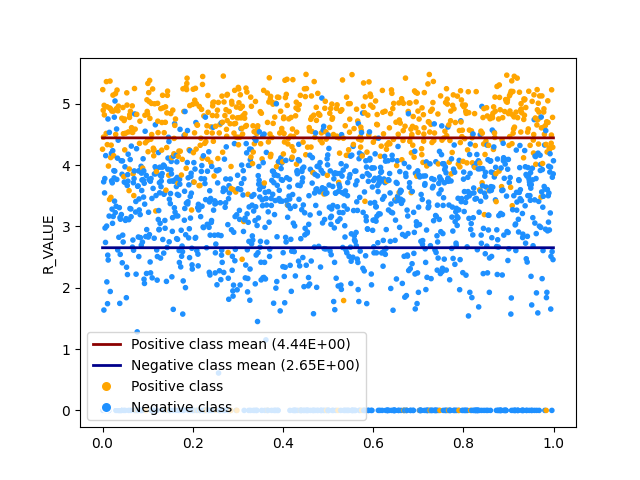 R_VALUE
5
4
3
2
1
0
0.0 0.2 0.4 0.6 0.8 1.0
Positive class mean (4.44E+00)
Negative class mean (2.65E+00)
Positive class
Negative class